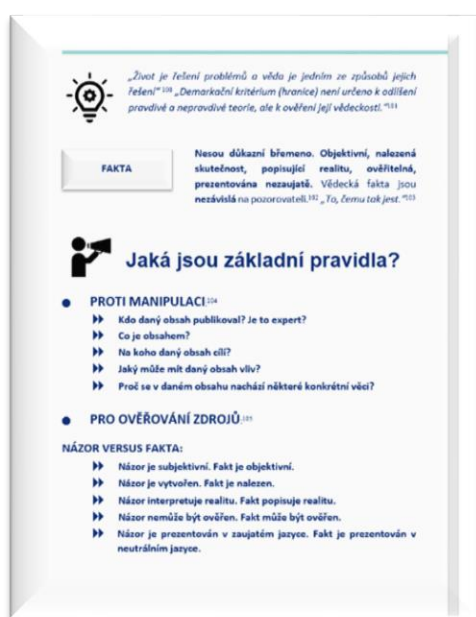 „Život je řešení problémů a věda je jedním ze způsobů jejich
řešení“ 100 „Demarkační kritérium (hranice) není určeno k odlišení
pravdivé a nepravdivé teorie, ale k ověření její vědeckosti.“101
FAKTA
Nesou důkazní břemeno. Objektivní, nalezená
skutečnost, popisující realitu, ověřitelná,
prezentována nezaujatě. Vědecká fakta jsou
nezávislá na pozorovateli.102 „To, čemu tak jest.“103
Jaká jsou základní pravidla?
PROTI MANIPULACI.104
Kdo daný obsah publikoval? Je to expert?
Co je obsahem?
Na koho daný obsah cílí?
Jaký může mít daný obsah vliv?
Proč se v daném obsahu nachází některé konkrétní věci?
PRO OVĚŘOVÁNÍ ZDROJŮ.105
NÁZOR VERSUS FAKTA:
Názor je subjektivní. Fakt je objektivní.
Názor je vytvořen. Fakt je nalezen.
Názor interpretuje realitu. Fakt popisuje realitu.
Názor nemůže být ověřen. Fakt může být ověřen.
Názor je prezentován v zaujatém jazyce. Fakt je prezentován v
neutrálním jazyce.